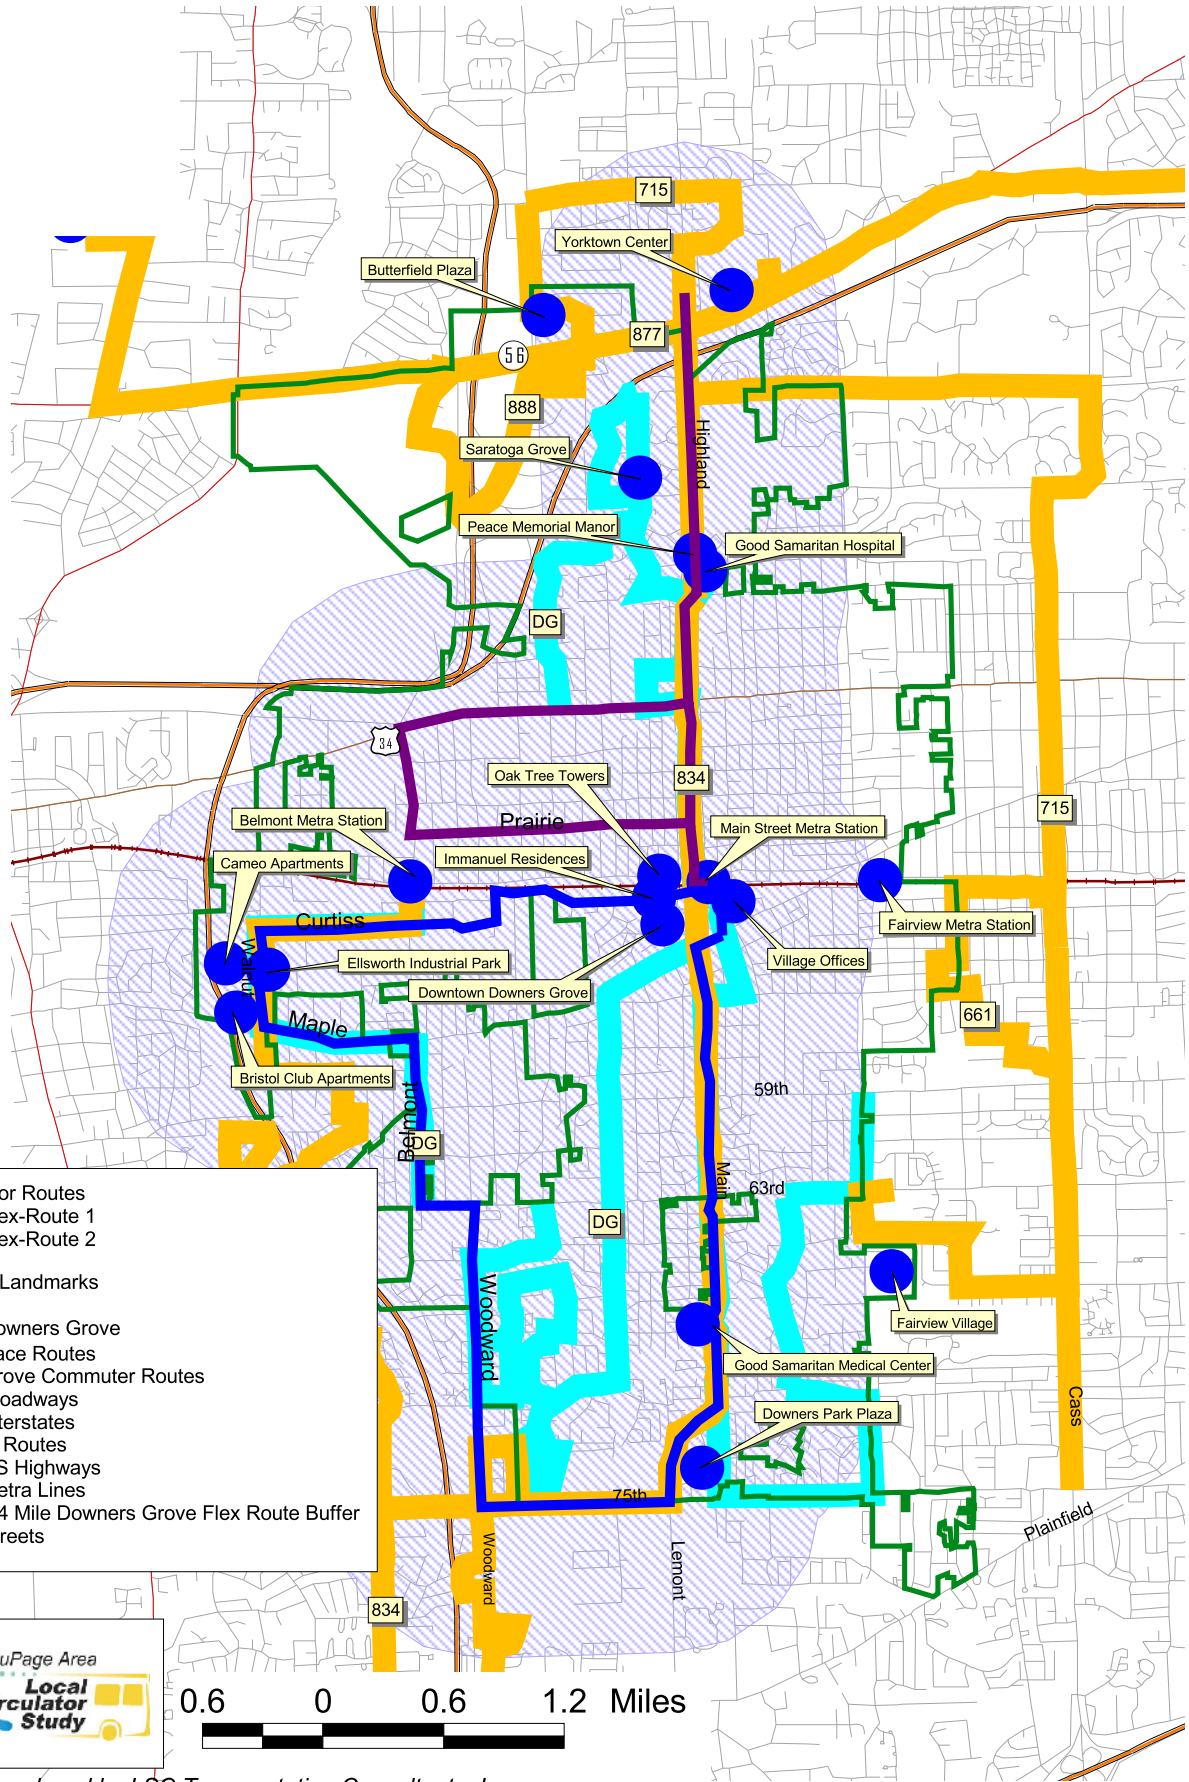 715
Yorktown Center
Butterfield Plaza
877
56
888
Highland
Saratoga Grove
Peace Memorial Manor
Good Samaritan Hospital
DG
34
Oak Tree Towers
834
715
Belmont Metra Station
Prairie
Main Street Metra Station
Cameo Apartments
Immanuel Residences
Curtiss
Fairview Metra Station
Walnut
Ellsworth Industrial Park
Village Offices
Downtown Downers Grove
661
Maple
Bristol Club Apartments
59th
Belmont
DG
Main
63rd
DG
or Routes
ex-Route 1
ex-Route 2
Landmarks
owners Grove
ace Routes
rove Commuter Routes
oadways
terstates
Routes
S Highways
etra Lines
4 Mile Downers Grove Flex Route Buffer
reets
Woodward
Fairview Village
Good Samaritan Medical Center
Downers Park Plaza
Cass
75th
Plainfield
Woodward
Lemont
834
uPage Area
Local
rculator
Study
0.6 0 0.6 1.2 Miles